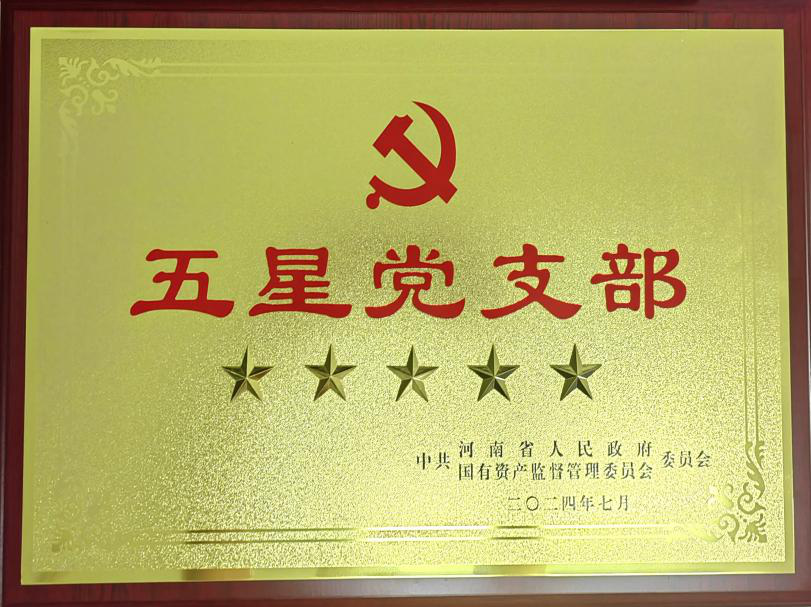 五星党支部
中共河南省人民政府国有资产监督管理委员会委员会
二〇二四年七月